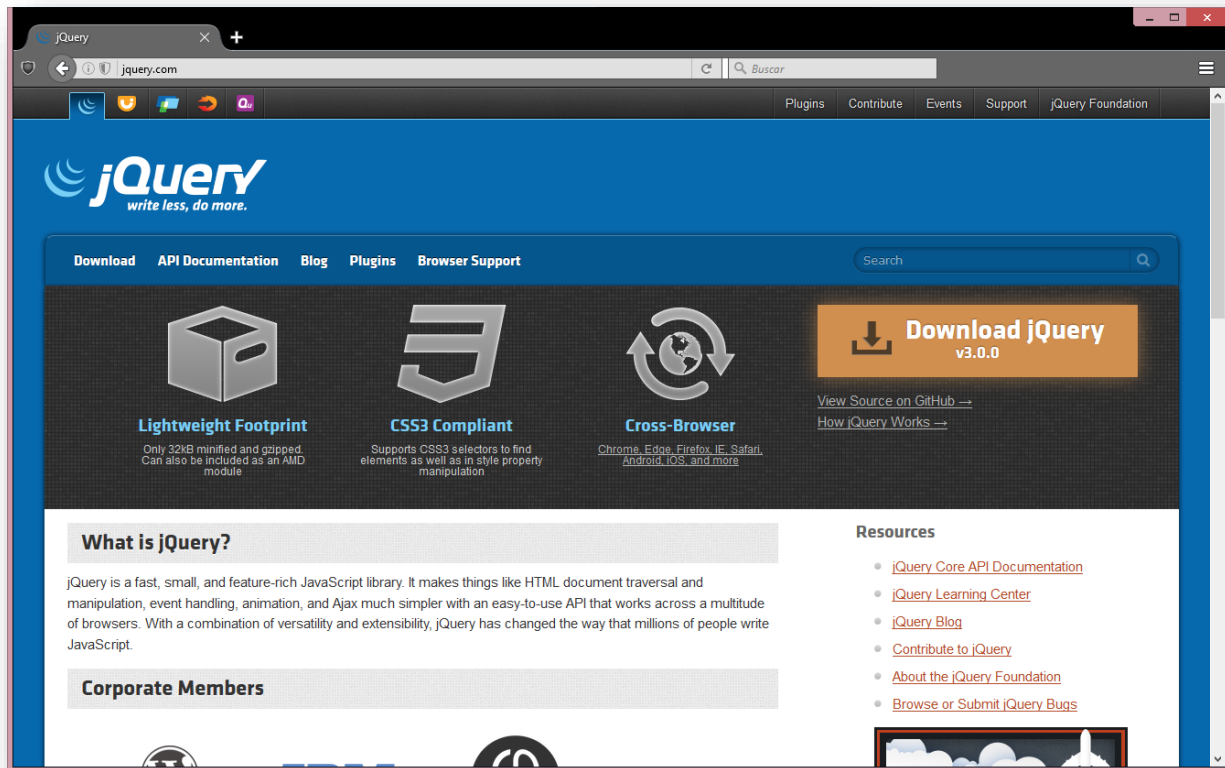 jQuery
jquery.com
Buscar
Plugins Contribute Events Support jQuery Foundation
jQuery
write less, do more.
Download API Documentation Blog Plugins Browser Support
Search
Lightweight Footprint
Only 32kB minified and gzipped.
Can also be included as an AMD
module
CSS3 Compliant
Supports CSS3 selectors to find
elements as well as in style property
manipulation
Cross-Browser
Chrome, Edge, Firefox, IE, Safari,
Android, iOS, and more
Download jQuery
v3.0.0
View Source on GitHub →
How jQuery Works →
What is jQuery?
jQuery is a fast, small, and feature-rich JavaScript library. It makes things like HTML document traversal and
manipulation, event handling, animation, and Ajax much simpler with an easy-to-use API that works across a multitude
of browsers. With a combination of versatility and extensibility, jQuery has changed the way that millions of people write
JavaScript.
Corporate Members
Resources
jQuery Core API Documentation
jQuery Learning Center
jQuery Blog
Contribute to jQuery
About the jQuery Foundation
Browse or Submit jQuery Bugs